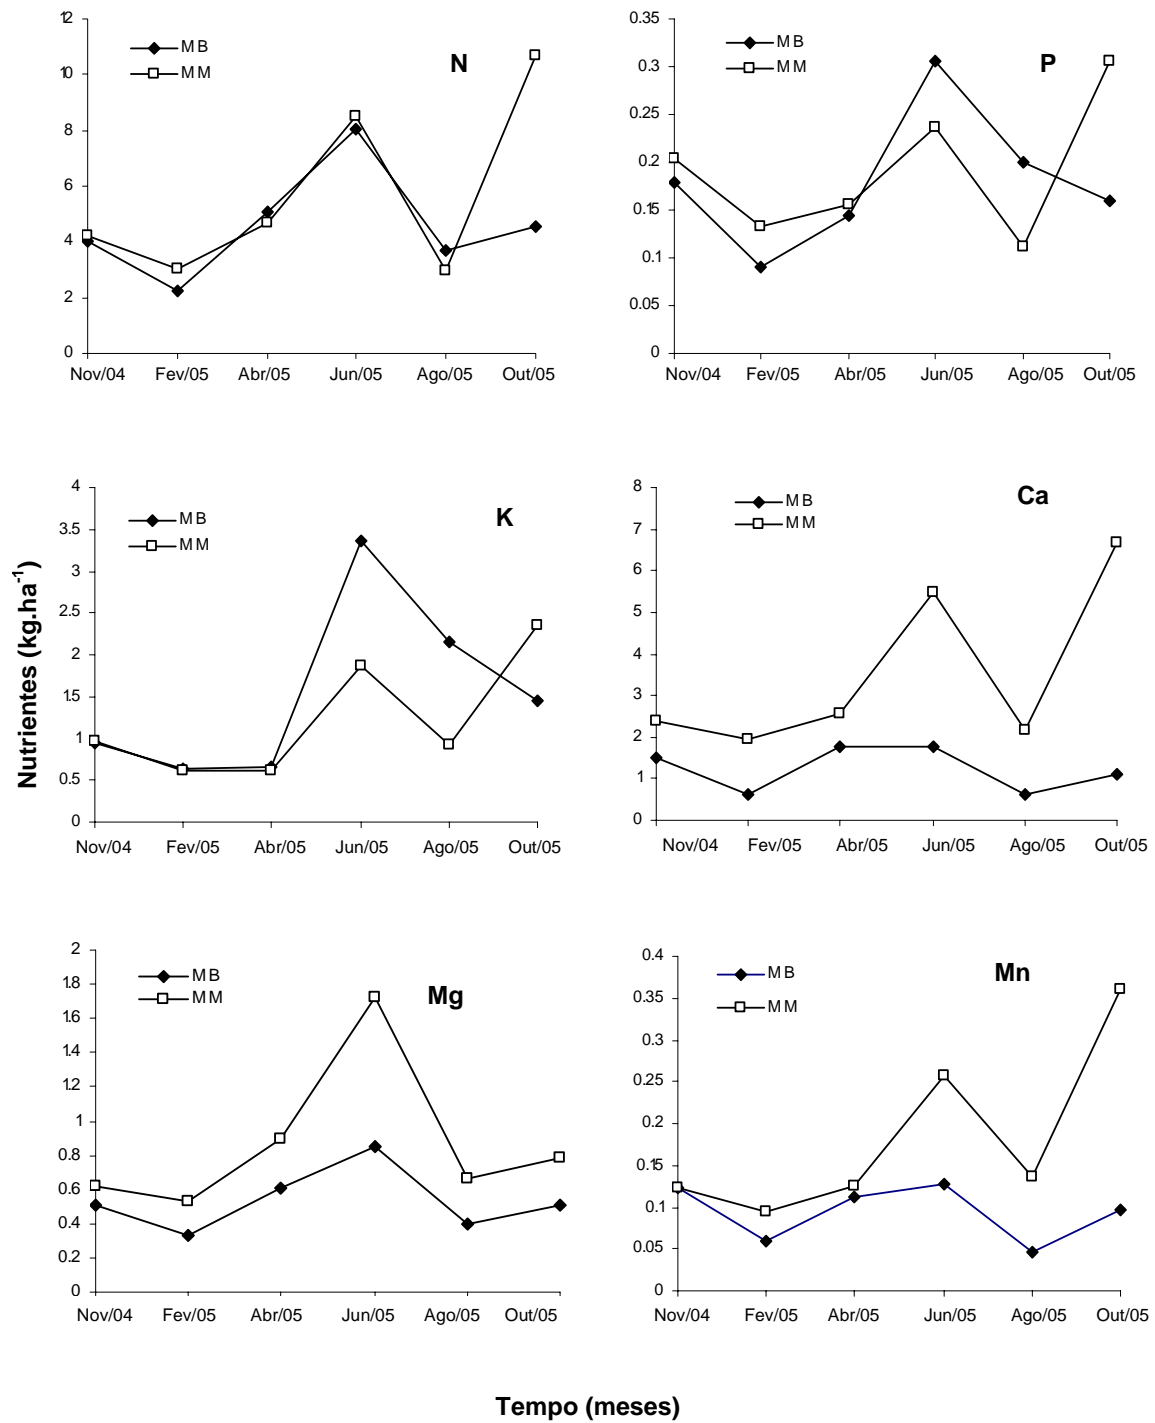 N
MB
MM
12
10
8
6
4
2
0
Nov/04 Fev/05 Abr/05 Jun/05 Ago/05 Out/05
P
MB
MM
0.35
0.3
0.25
0.2
0.15
0.1
0.05
0
Nov/04 Fev/05 Abr/05 Jun/05 Ago/05 Out/05
Nutrientes (kg.ha-1)
K
MB
MM
4
3.5
3
2.5
2
1.5
1
0.5
0
Nov/04 Fev/05 Abr/05 Jun/05 Ago/05 Out/05
Ca
MB
MM
8
7
6
5
4
3
2
1
0
Nov/04 Fev/05 Abr/05 Jun/05 Ago/05 Out/05
Mg
MB
MM
2
1.8
1.6
1.4
1.2
1
0.8
0.6
0.4
0.2
0
Nov/04 Fev/05 Abr/05 Jun/05 Ago/05 Out/05
Mn
MB
MM
0.4
0.35
0.3
0.25
0.2
0.15
0.1
0.05
0
Nov/04 Fev/05 Abr/05 Jun/05 Ago/05 Out/05
Tempo (meses)